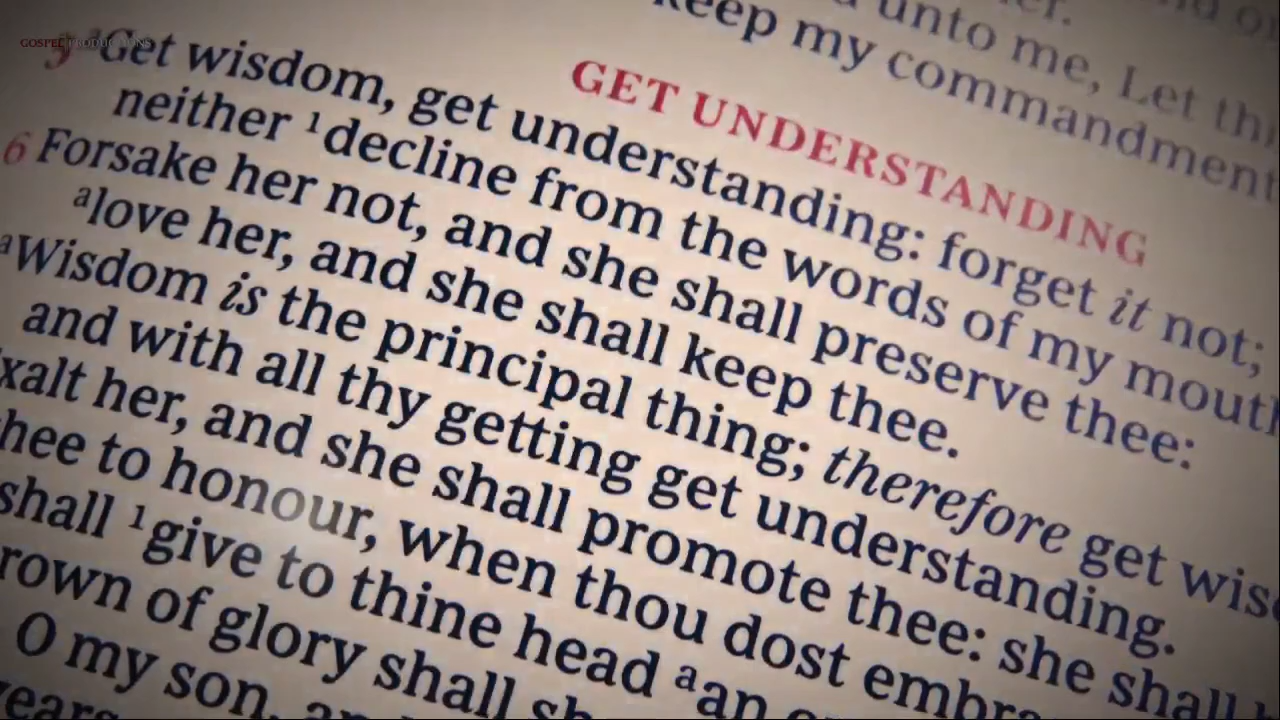 GOSPEL PRODUCTIONS
unto me, Let
keep my commandment
GET UNDERSTANDING
5 Get wisdom, get understanding: forget it not;
neither ¹decline from the words of my mouth
6 Forsake her not, and she shall preserve thee:
ᵃlove her, and she shall keep thee.
ᵃWisdom is the principal thing; therefore get
and with all thy getting get understanding.
xalt her, and she shall promote thee: she shall
hee to honour, when thou dost embra
shall ¹give to thine head ᵃan
rown of glory shall
O my son,
ears